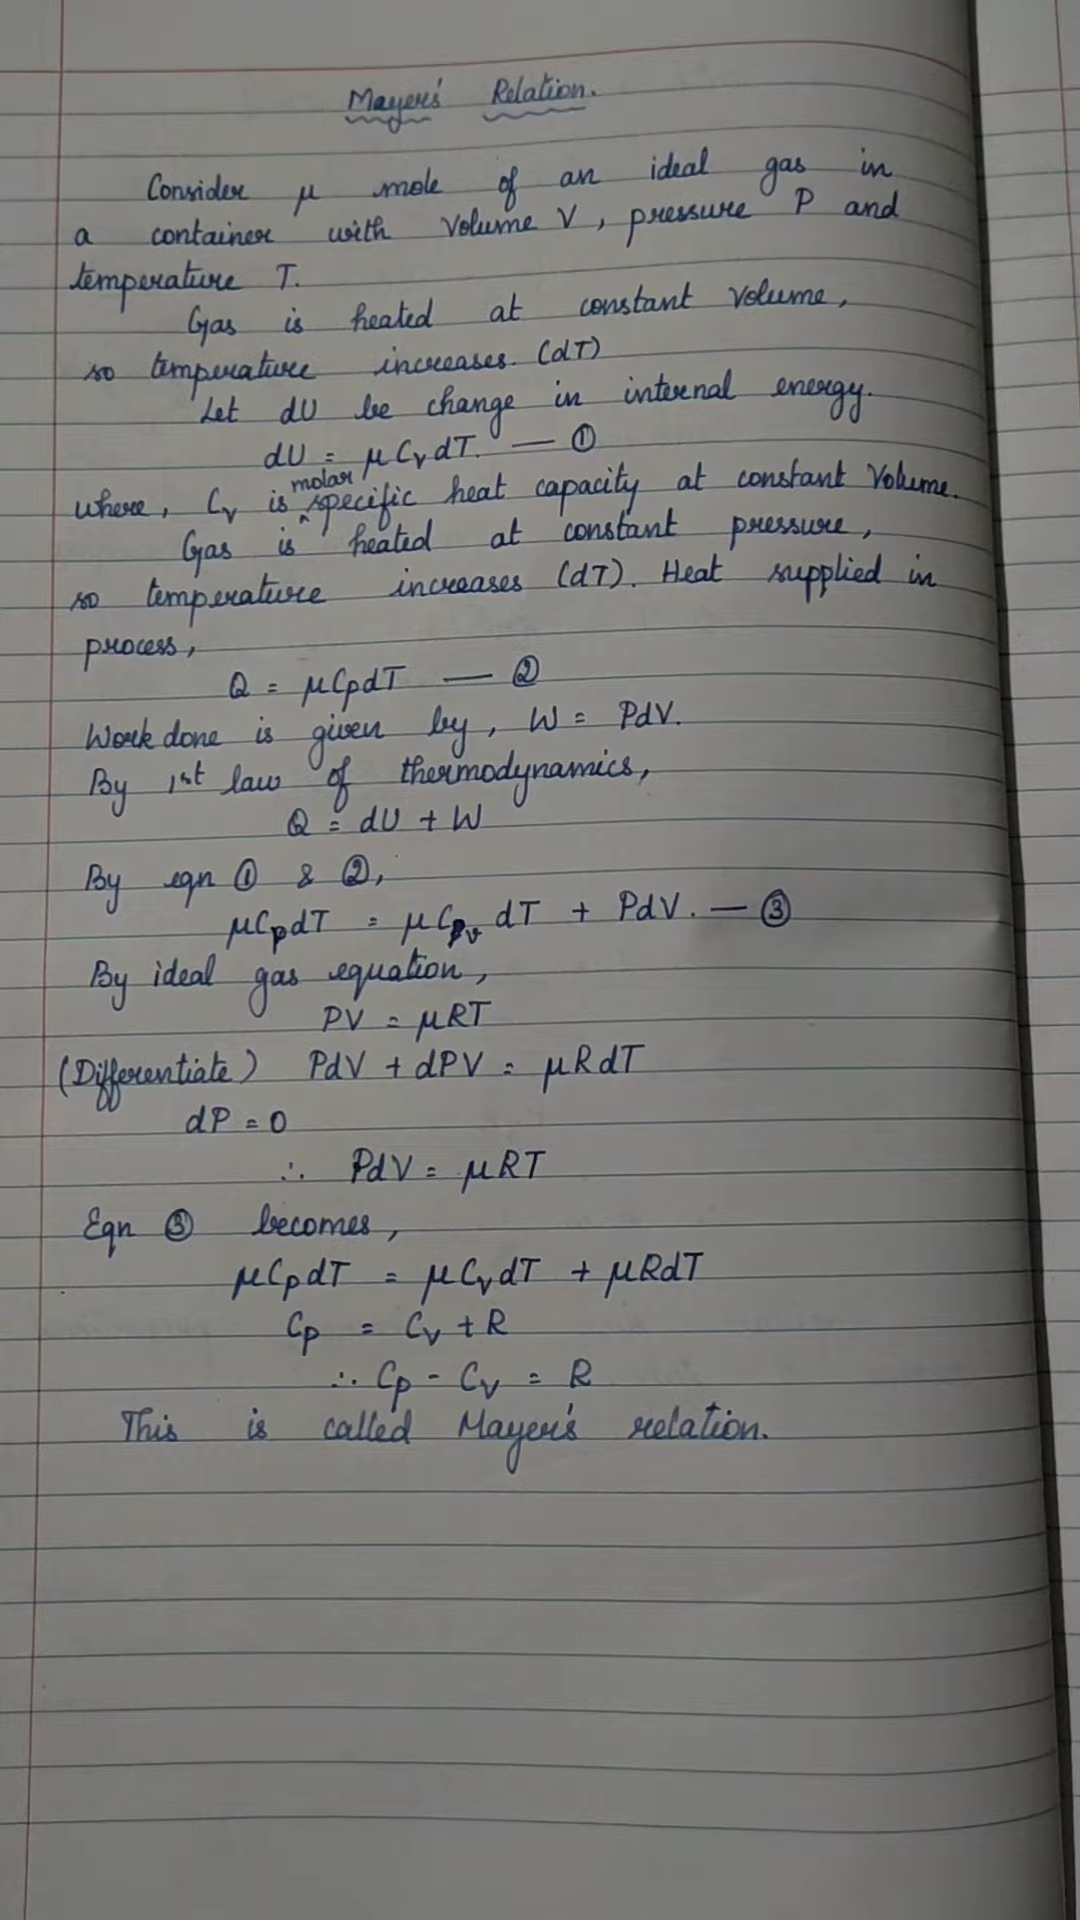 Mayer's Relation.
Consider μ mole of an ideal gas in
a container with Volume V, pressure P and
temperature T.
Gas is heated at constant Volume,
so temperature increases. (dT)
Let dU be change in internal energy.
dU = μ Cᵥ dT. — ①
molar
where, Cᵥ is ^ specific heat capacity at constant Volume.
Gas is heated at constant pressure,
so temperature increases (dT). Heat supplied in
process,
Q = μCpdT — ②
Work done is given by, W = PdV.
By 1st law of thermodynamics,
Q = dU + W
By eqn ① & ②,
μCpdT = μCᵥ dT + PdV. — ③
By ideal gas equation,
PV = μRT
(Differentiate) PdV + dPV = μRdT
dP = 0
∴ PdV = μRT
Eqn ③ becomes,
μCpdT = μCᵥdT + μRdT
Cp = Cᵥ + R
∴ Cp - Cᵥ = R
This is called Mayer's relation.